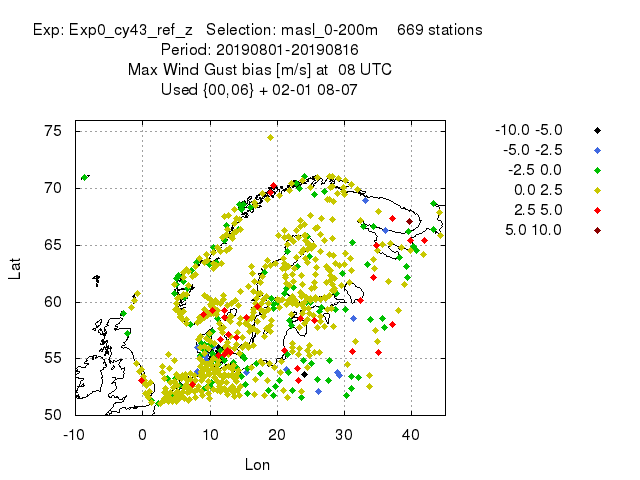 Exp: Exp0_cy43_ref_z Selection: masl_0-200m 669 stations
Period: 20190801-20190816
Max Wind Gust bias [m/s] at 08 UTC
Used {00,06} + 02-01 08-07
75
70
65
60
55
50
Lat
-10 0 10 20 30 40
Lon
-10.0 -5.0
-5.0 -2.5
-2.5 0.0
0.0 2.5
2.5 5.0
5.0 10.0